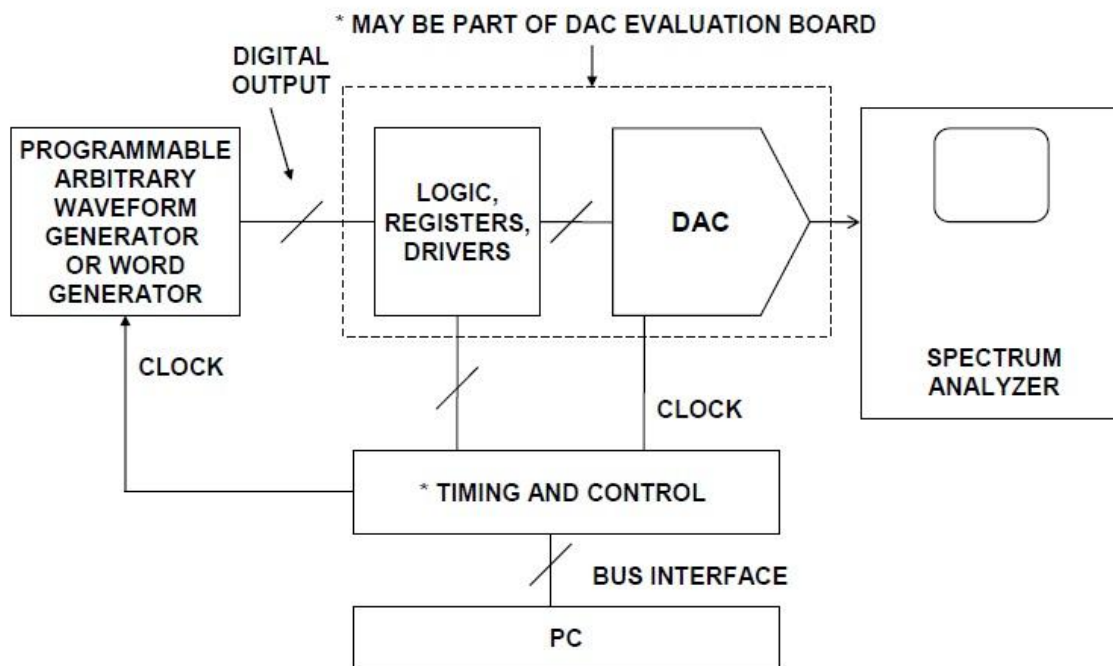 * MAY BE PART OF DAC EVALUATION BOARD
DIGITAL
OUTPUT
PROGRAMMABLE
ARBITRARY
WAVEFORM
GENERATOR
OR WORD
GENERATOR
LOGIC,
REGISTERS,
DRIVERS
DAC
SPECTRUM
ANALYZER
CLOCK
CLOCK
* TIMING AND CONTROL
BUS INTERFACE
PC